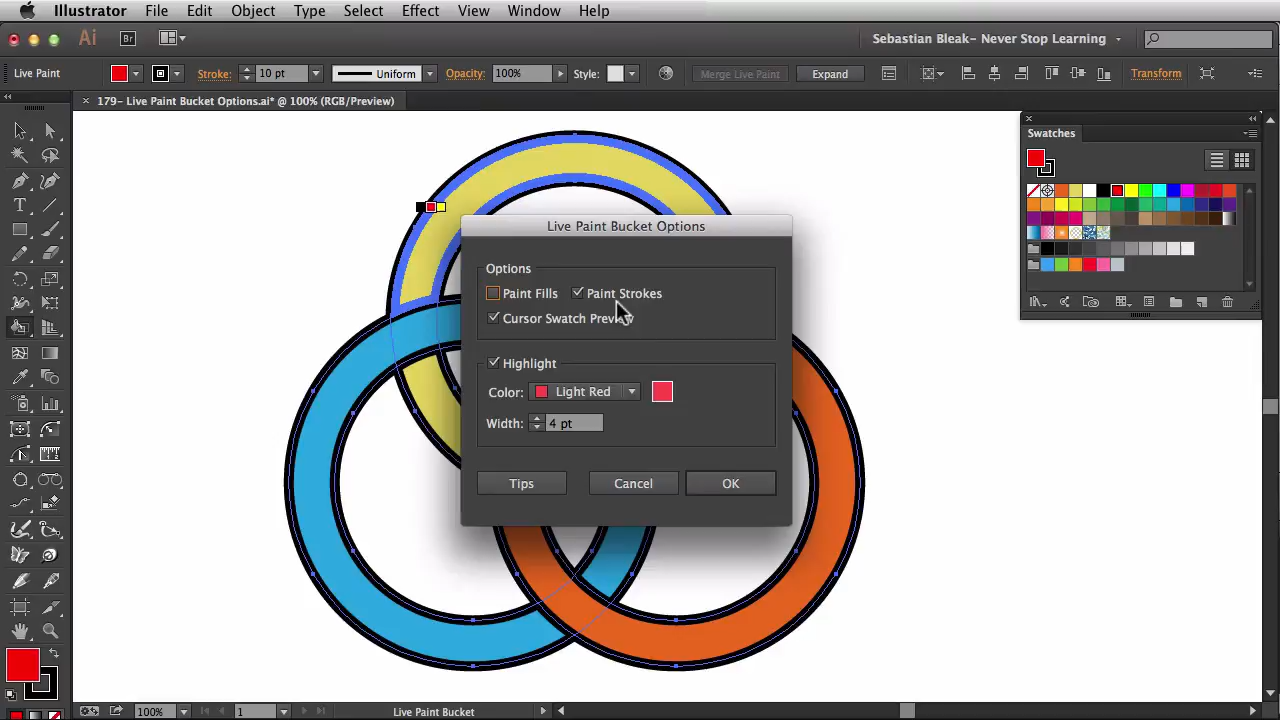 Illustrator File Edit Object Type Select Effect View Window Help
Ai Br Sebastian Bleak- Never Stop Learning
Live Paint Stroke: 10 pt Uniform Opacity: 100% Style: Merge Live Paint Expand Transform
× 179- Live Paint Bucket Options.ai* @ 100% (RGB/Preview)
Swatches
Live Paint Bucket Options
Options
Paint Fills Paint Strokes
Cursor Swatch Preview
Highlight
Color: Light Red
Width: 4 pt
Tips Cancel OK
100% 1 Live Paint Bucket